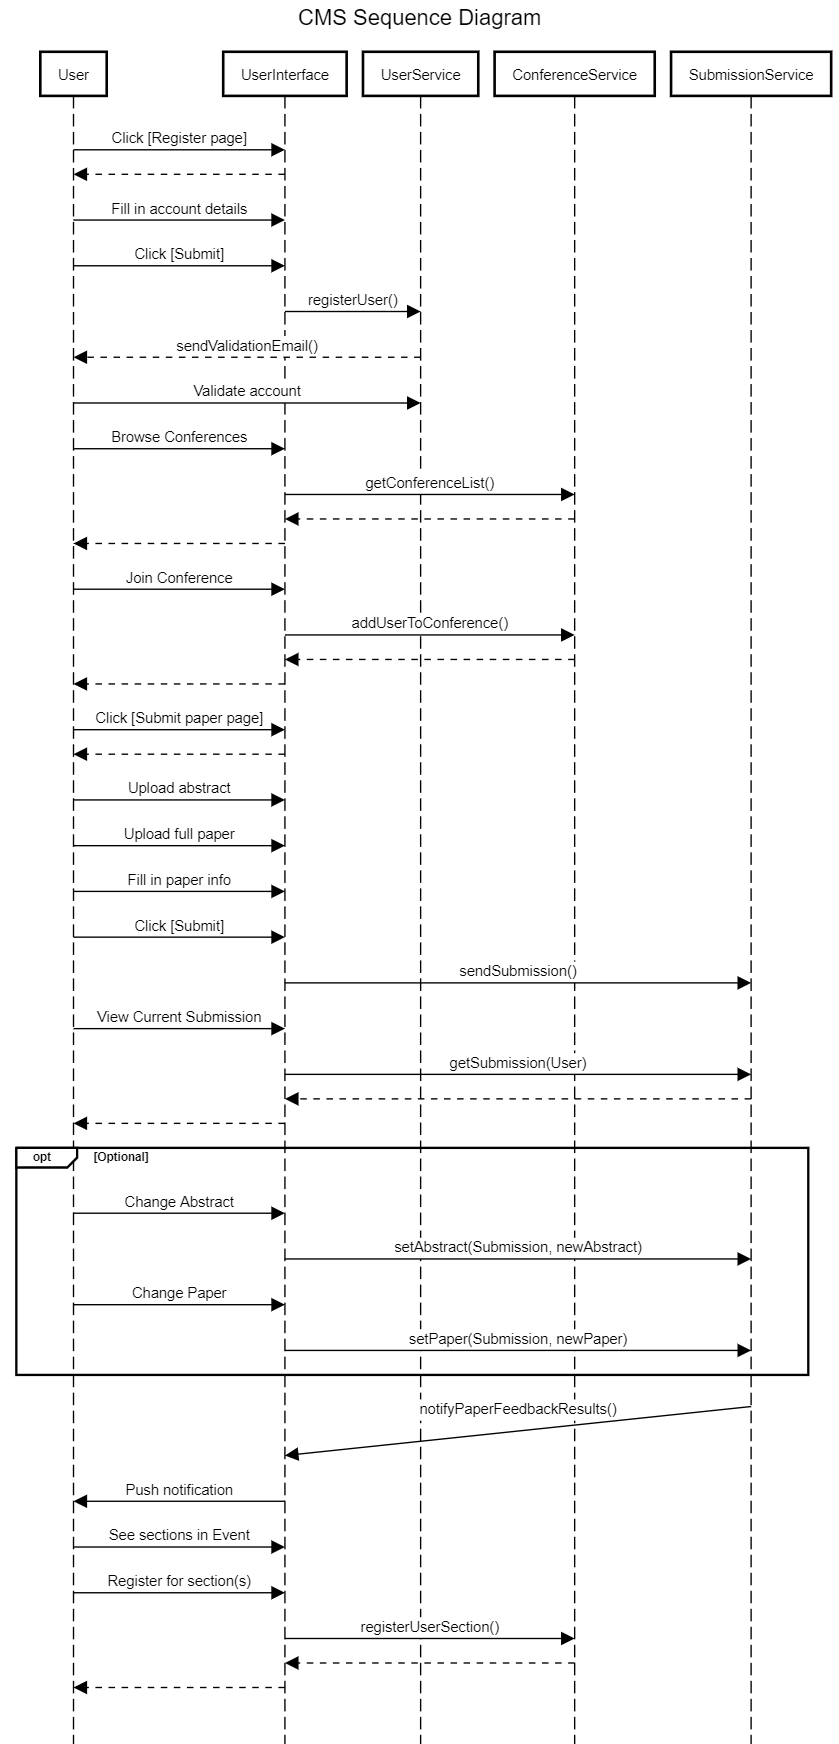 CMS Sequence Diagram
User
UserInterface
UserService
ConferenceService
SubmissionService
Click [Register page]
Fill in account details
Click [Submit]
registerUser()
sendValidationEmail()
Validate account
Browse Conferences
getConferenceList()
Join Conference
addUserToConference()
Click [Submit paper page]
Upload abstract
Upload full paper
Fill in paper info
Click [Submit]
sendSubmission()
View Current Submission
getSubmission(User)
opt
[Optional]
Change Abstract
setAbstract(Submission, newAbstract)
Change Paper
setPaper(Submission, newPaper)
notifyPaperFeedbackResults()
Push notification
See sections in Event
Register for section(s)
registerUserSection()